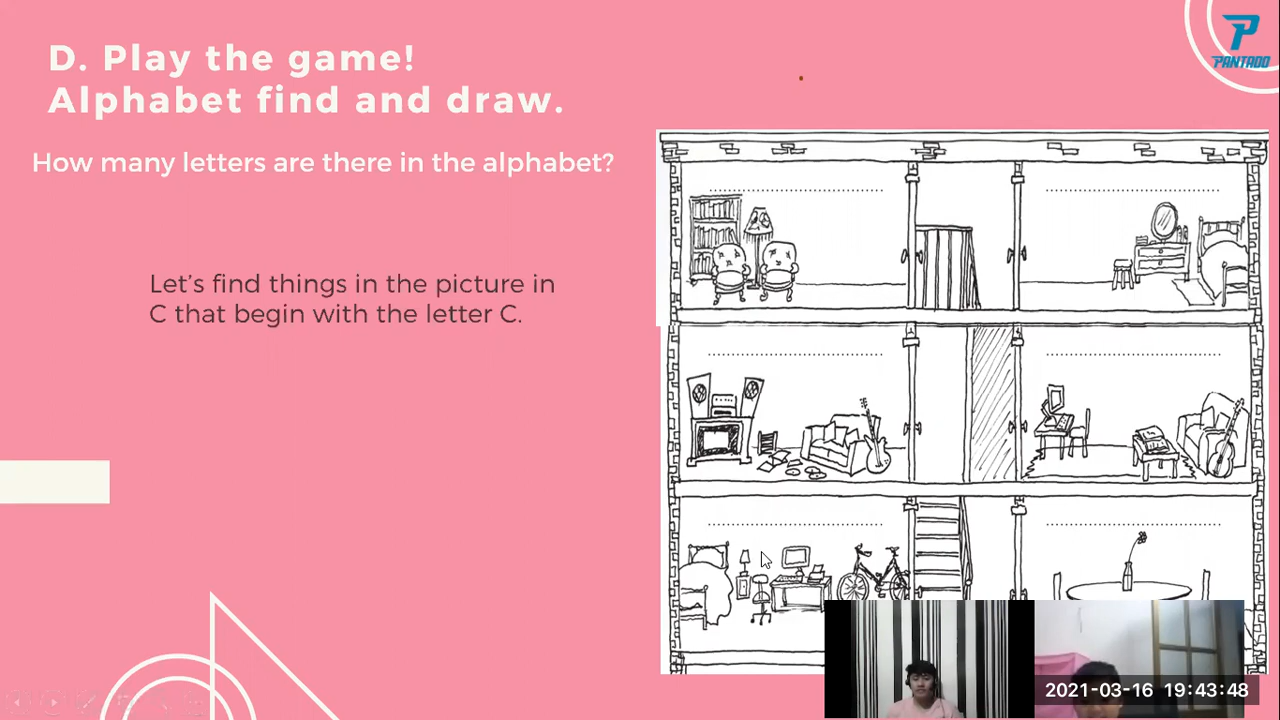 D. Play the game!
Alphabet find and draw.
PANTADO
How many letters are there in the alphabet?
Let's find things in the picture in
C that begin with the letter C.
2021-03-16 19:43:48